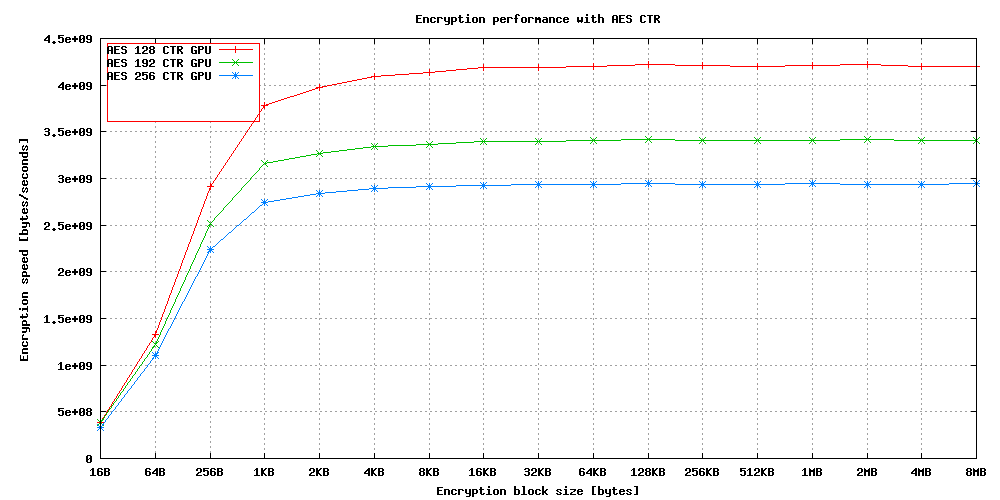 Encryption performance with AES CTR
4.5e+09
4e+09
3.5e+09
3e+09
2.5e+09
2e+09
1.5e+09
1e+09
5e+08
0
Encryption speed [bytes/seconds]
AES 128 CTR GPU
AES 192 CTR GPU
AES 256 CTR GPU
16B 64B 256B 1KB 2KB 4KB 8KB 16KB 32KB 64KB 128KB 256KB 512KB 1MB 2MB 4MB 8MB
Encryption block size [bytes]